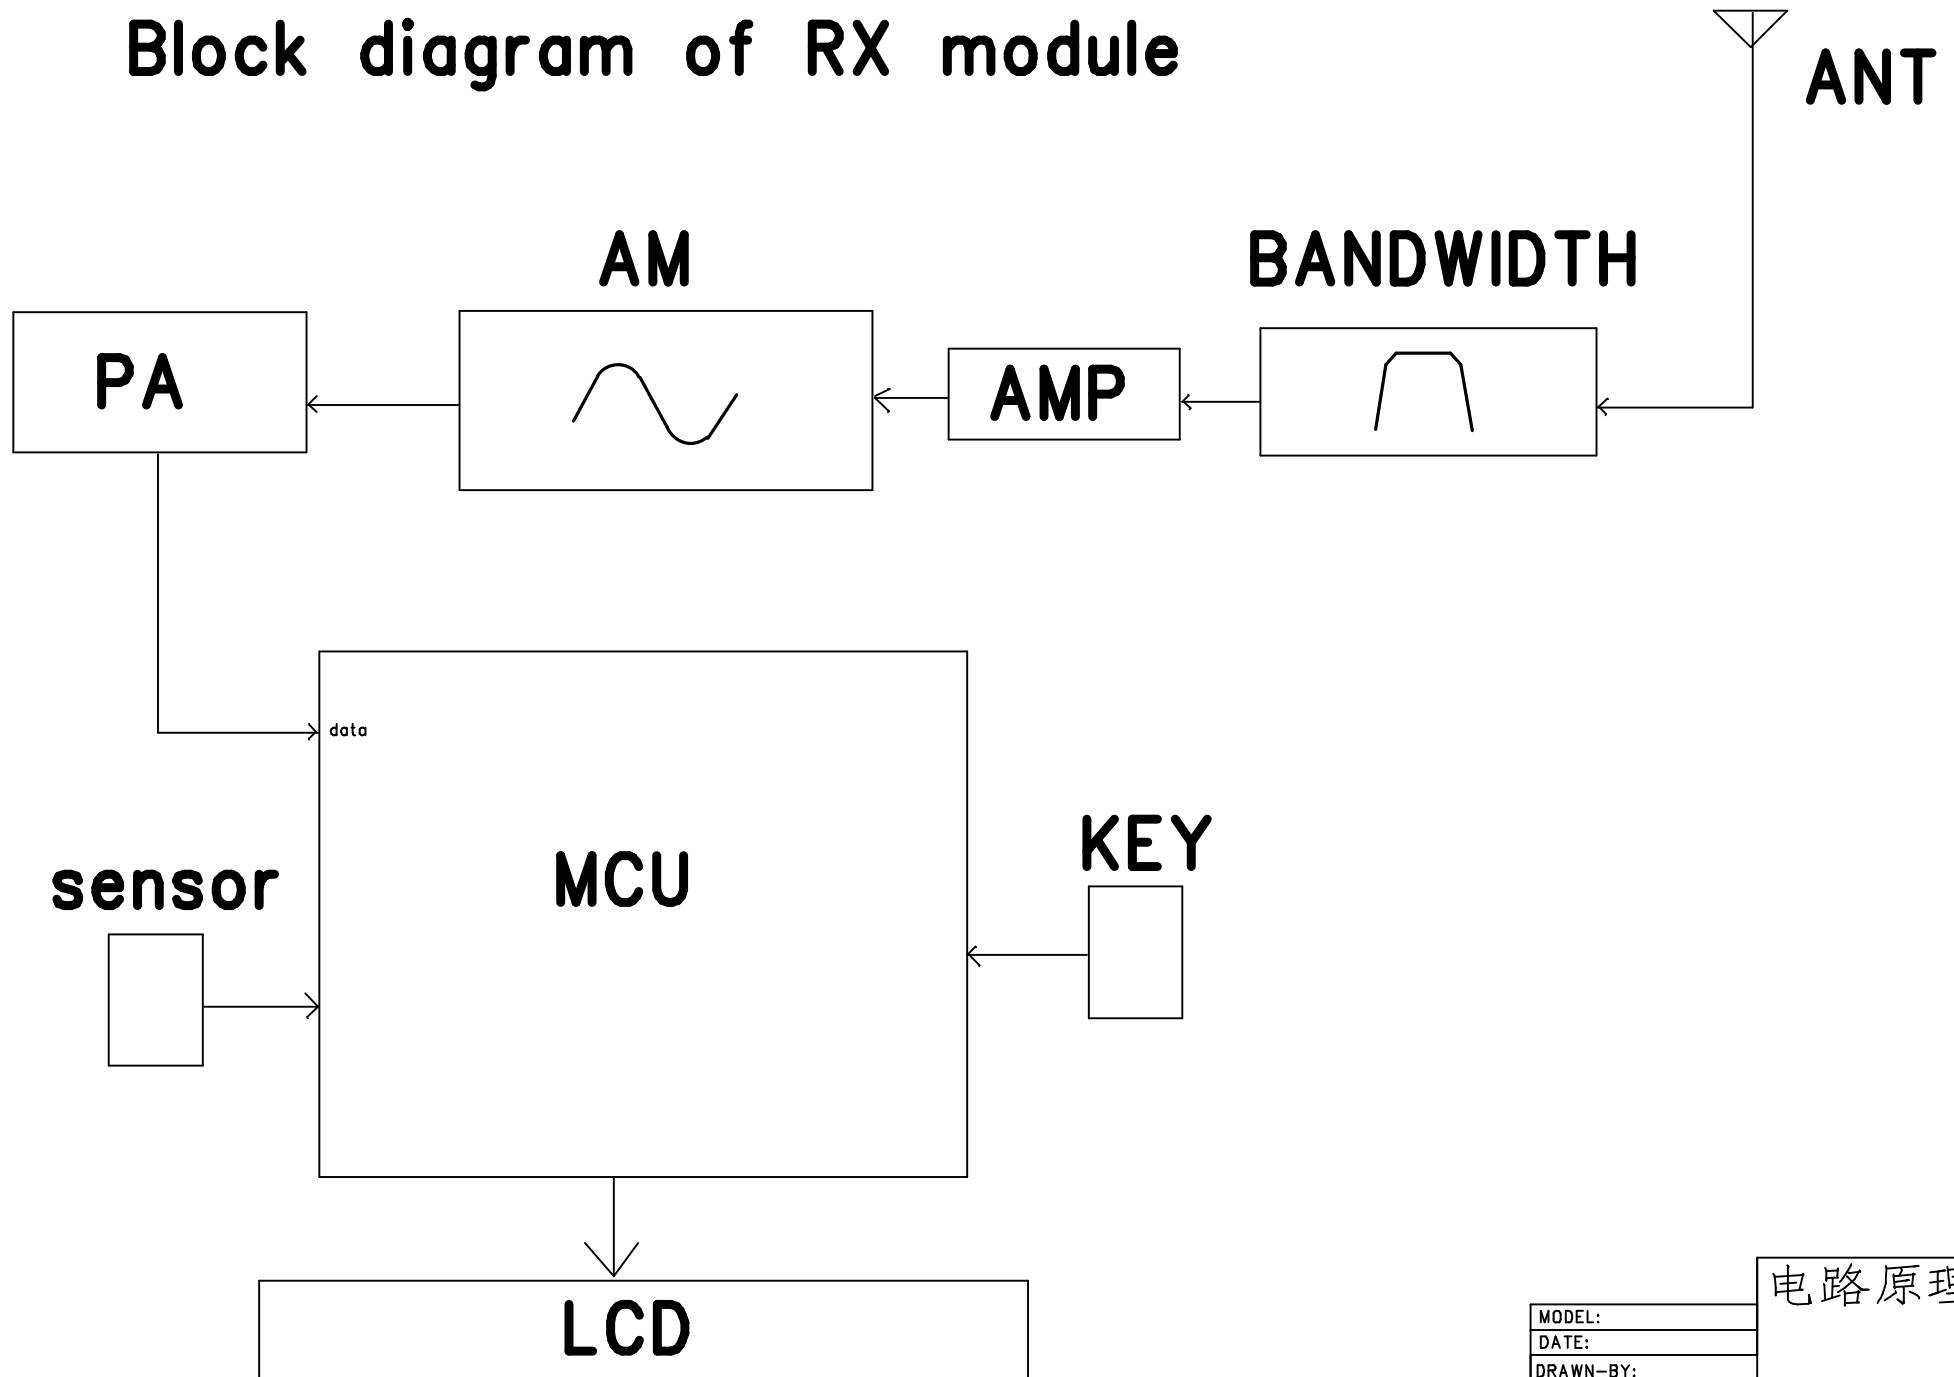 Block diagram of RX module
ANT
AM
BANDWIDTH
PA
AMP
data
KEY
sensor
MCU
LCD
电路原理
MODEL:
DATE:
DRAWN-BY: